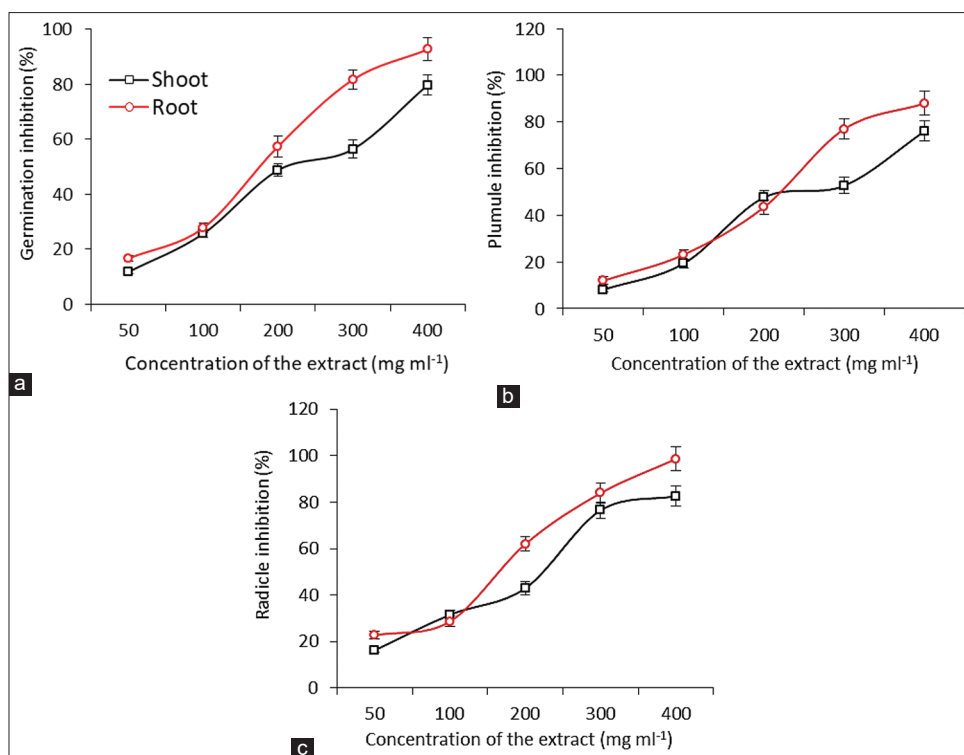 100
80
60
40
20
0
Germination inhibition (%)
Shoot
Root
50 100 200 300 400
Concentration of the extract (mg ml⁻¹)
a
120
100
80
60
40
20
0
Plumule inhibition (%)
50 100 200 300 400
Concentration of the extract (mg ml⁻¹)
b
120
100
80
60
40
20
0
Radicle inhibition (%)
50 100 200 300 400
Concentration of the extract (mg ml⁻¹)
c